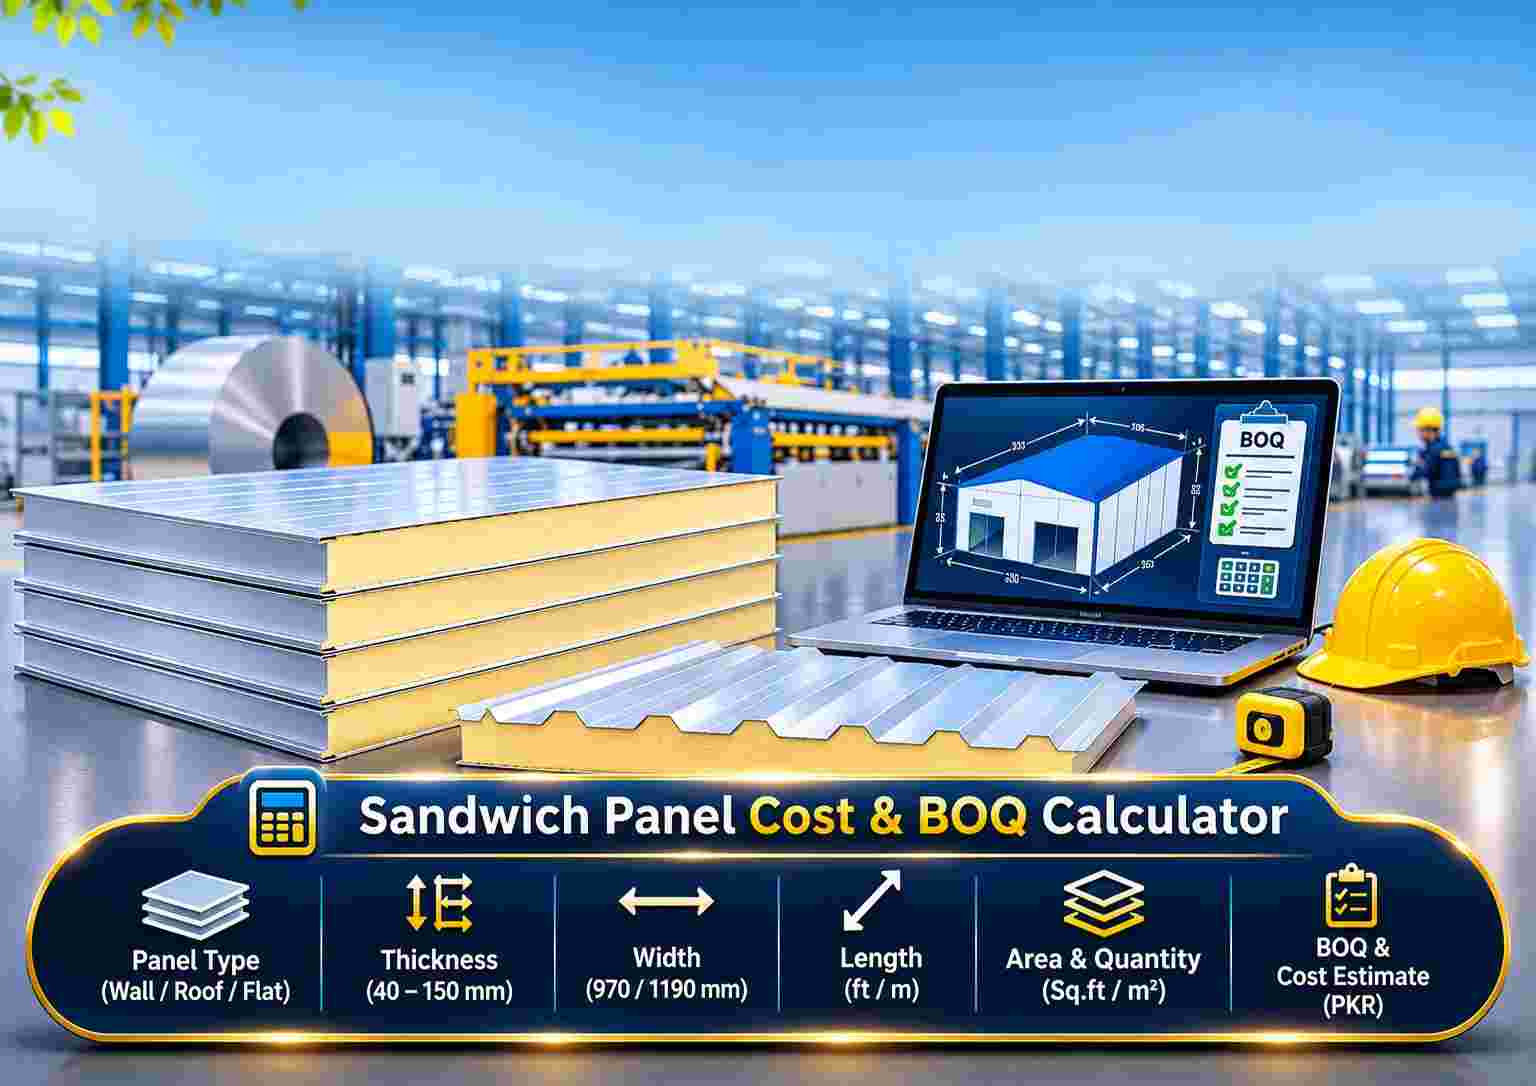 BOQ
Sandwich Panel Cost & BOQ Calculator
Panel Type
(Wall / Roof / Flat)
Thickness
(40 – 150 mm)
Width
(970 / 1190 mm)
Length
(ft / m)
Area & Quantity
(Sq.ft / m²)
BOQ &
Cost Estimate
(PKR)